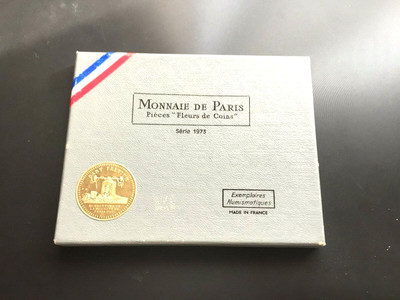 MONNAIE DE PARIS
Pièces "Fleurs de Coins"
Série 1973
Exemplaires
Numismatiques
MADE IN FRANCE